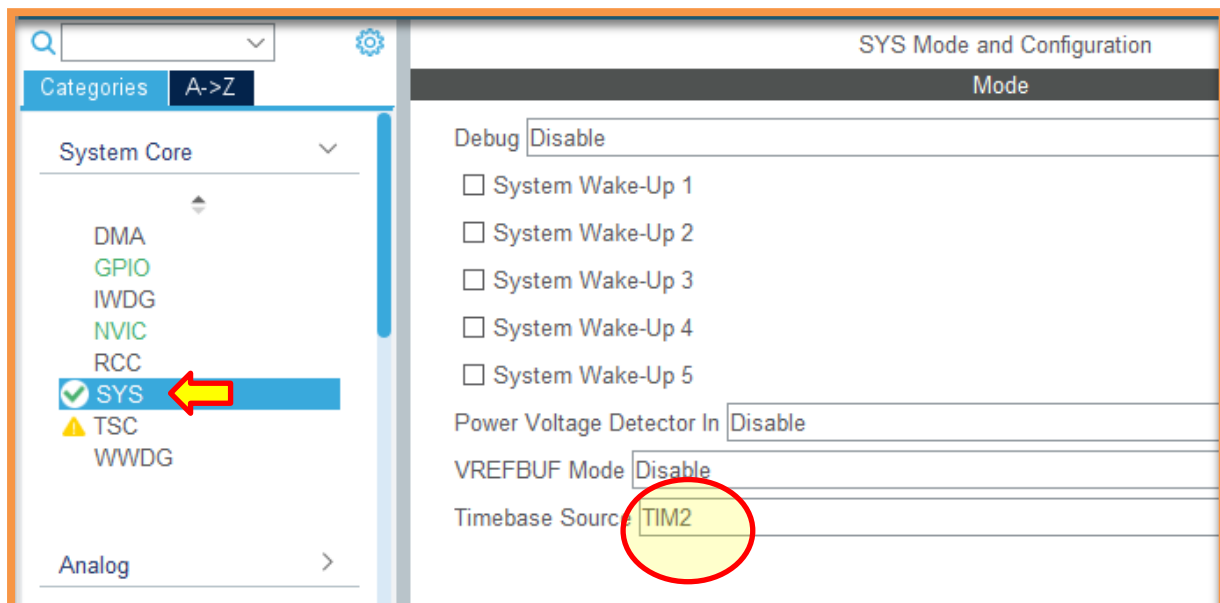 SYS Mode and Configuration
Categories A->Z
Mode
System Core
DMA
GPIO
IWDG
NVIC
RCC
SYS
TSC
WWDG
Analog
Debug Disable
System Wake-Up 1
System Wake-Up 2
System Wake-Up 3
System Wake-Up 4
System Wake-Up 5
Power Voltage Detector In Disable
VREFBUF Mode Disable
Timebase Source TIM2